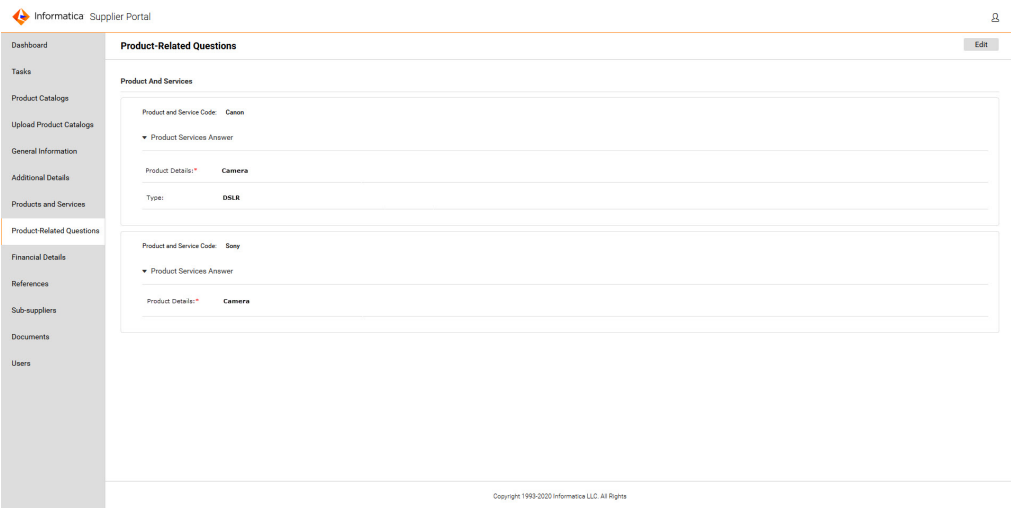 Informatica Supplier Portal
Dashboard
Tasks
Product Catalogs
Upload Product Catalogs
General Information
Additional Details
Products and Services
Product-Related Questions
Financial Details
References
Sub-suppliers
Documents
Users
Product-Related Questions
Edit
Product And Services
Product and Service Code: Canon
Product Services Answer
Product Details:* Camera
Type: DSLR
Product and Service Code: Sony
Product Services Answer
Product Details:* Camera
Copyright 1993-2020 Informatica LLC. All Rights